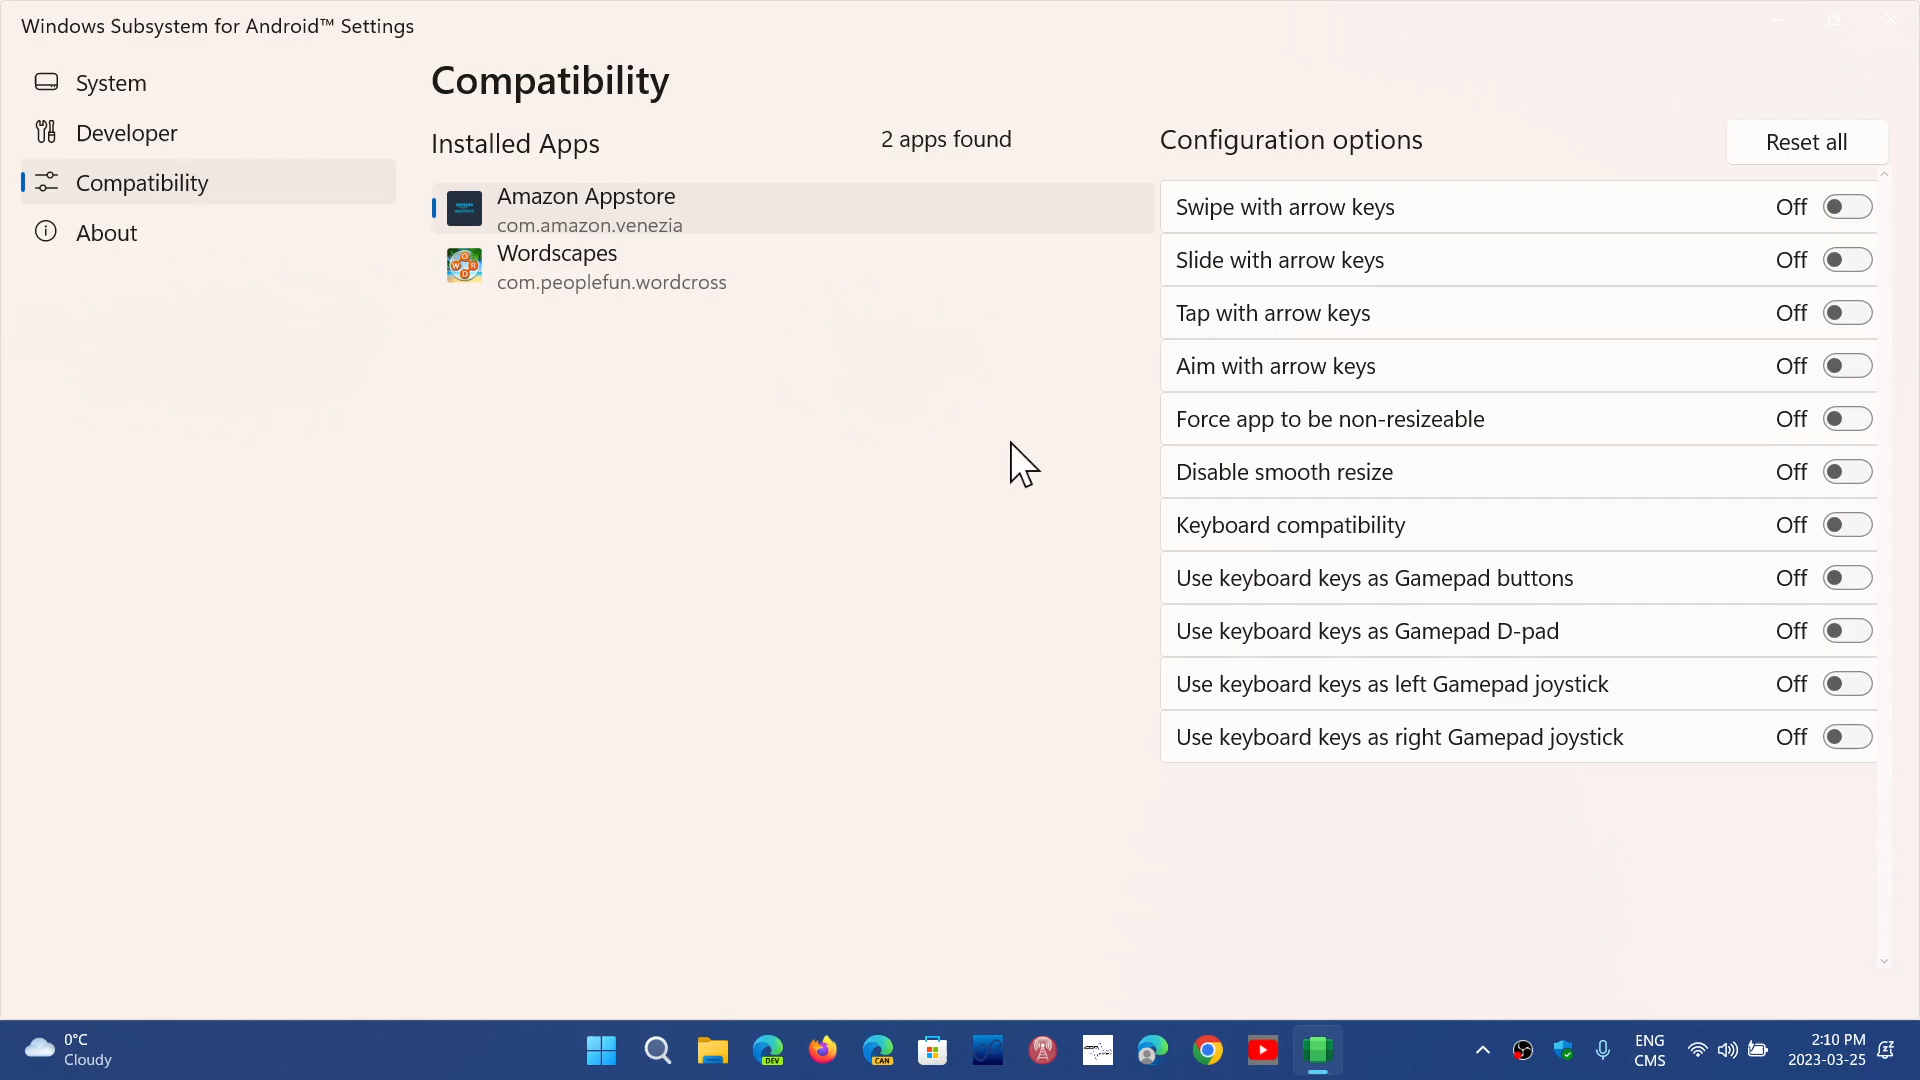 Windows Subsystem for Android™ Settings
System
Developer
Compatibility
About
Compatibility
Installed Apps
2 apps found
Amazon Appstore
com.amazon.venezia
Wordscapes
com.peoplefun.wordcross
Configuration options
Reset all
Swipe with arrow keys Off
Slide with arrow keys Off
Tap with arrow keys Off
Aim with arrow keys Off
Force app to be non-resizeable Off
Disable smooth resize Off
Keyboard compatibility Off
Use keyboard keys as Gamepad buttons Off
Use keyboard keys as Gamepad D-pad Off
Use keyboard keys as left Gamepad joystick Off
Use keyboard keys as right Gamepad joystick Off
0°C
Cloudy
DEV
CAN
ENG
CMS
2:10 PM
2023-03-25